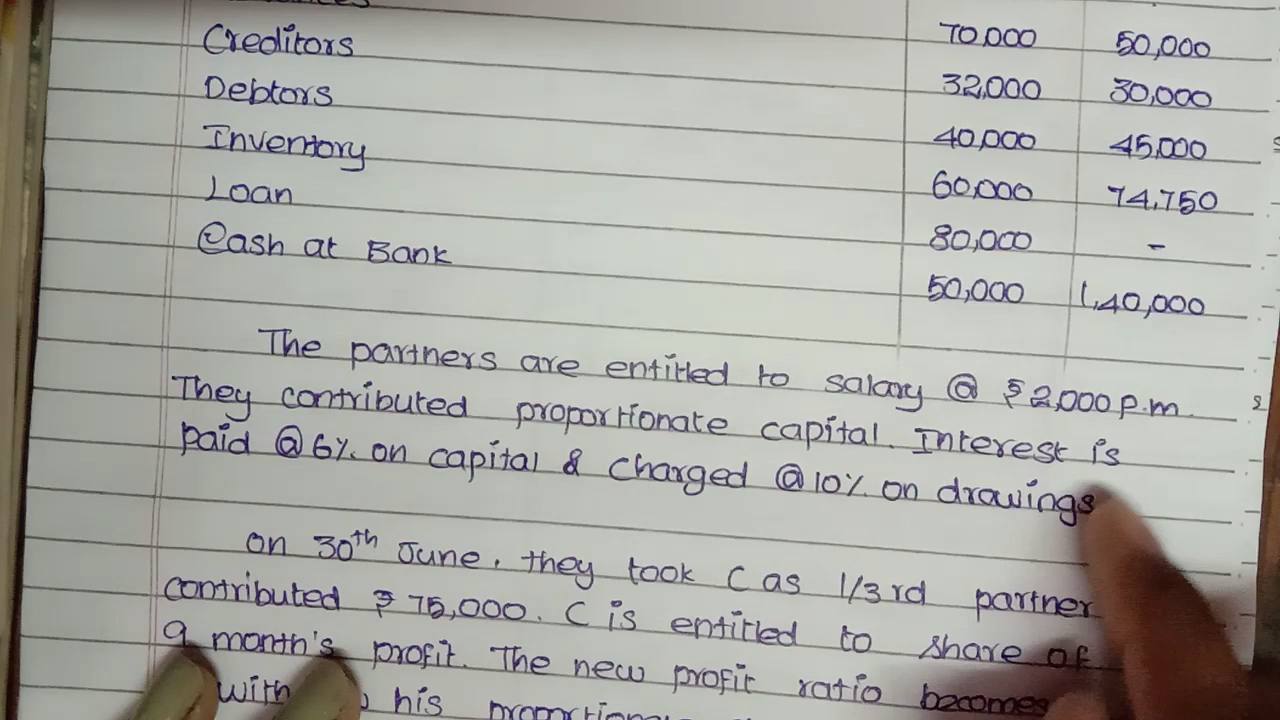 Creditors 70,000 50,000
Debtors 32,000 30,000
Inventory 40,000 45,000
Loan 60,000 74,750
Cash at Bank 80,000 -
50,000 1,40,000
The partners are entitled to salary @ ₹2,000 p.m.
They contributed proportionate capital. Interest is
paid @ 6% on capital & charged @ 10% on drawings
On 30th June, they took C as 1/3rd partner
contributed ₹ 75,000. C is entitled to share of
9 month's profit. The new profit ratio becomes
with his